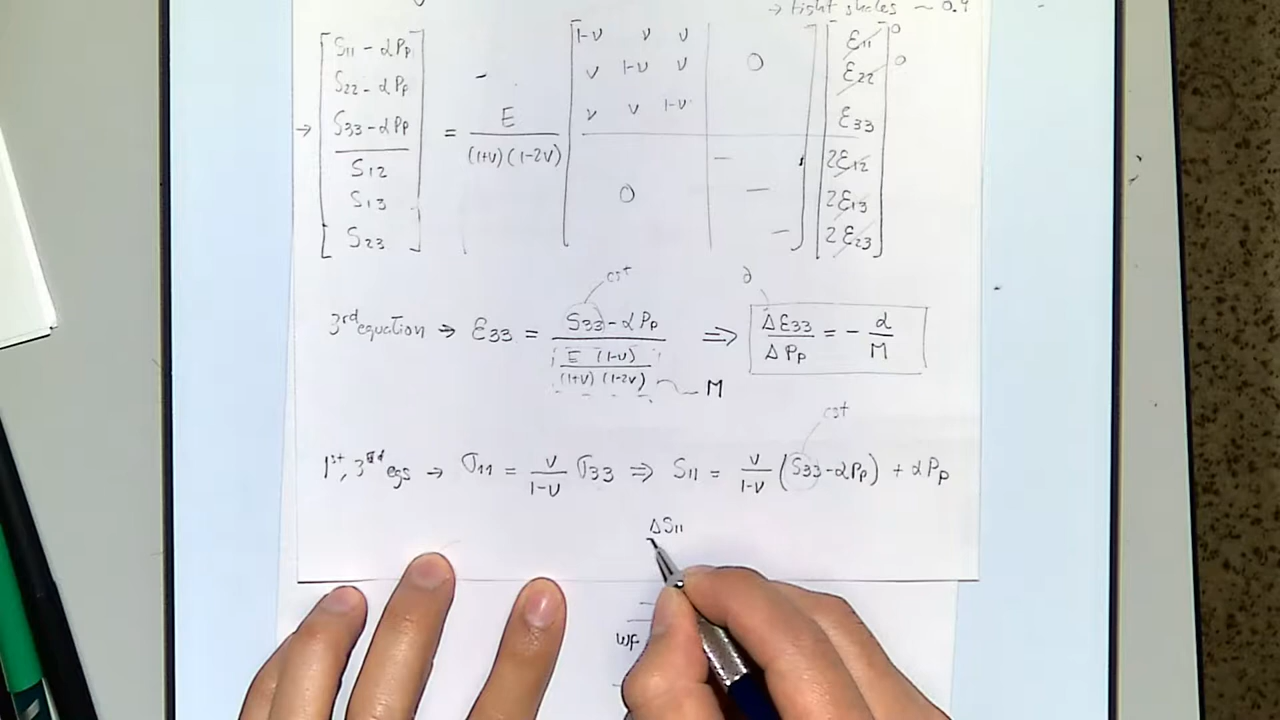 → tight shales ~ 0.9
[S11 - αPp; S22 - αPp; S33 - αPp; S12; S13; S23] = E / (1+ν)(1-2ν) [1-ν ν ν 0; ν 1-ν ν; ν ν 1-ν; 0] [ε11 0; ε22 0; ε33; 2ε12; 2ε13; 2ε23]
cst
∂
3rd equation → ε33 = S33 - αPp / E (1-ν) / (1+ν)(1-2ν) ⇒ Δε33 / ΔPp = - α / M
M
cst
1st, 3rd eqs → σ11 = ν / 1-ν σ33 ⇒ S11 = ν / 1-ν (S33 - αPp) + αPp
ΔS11
WF